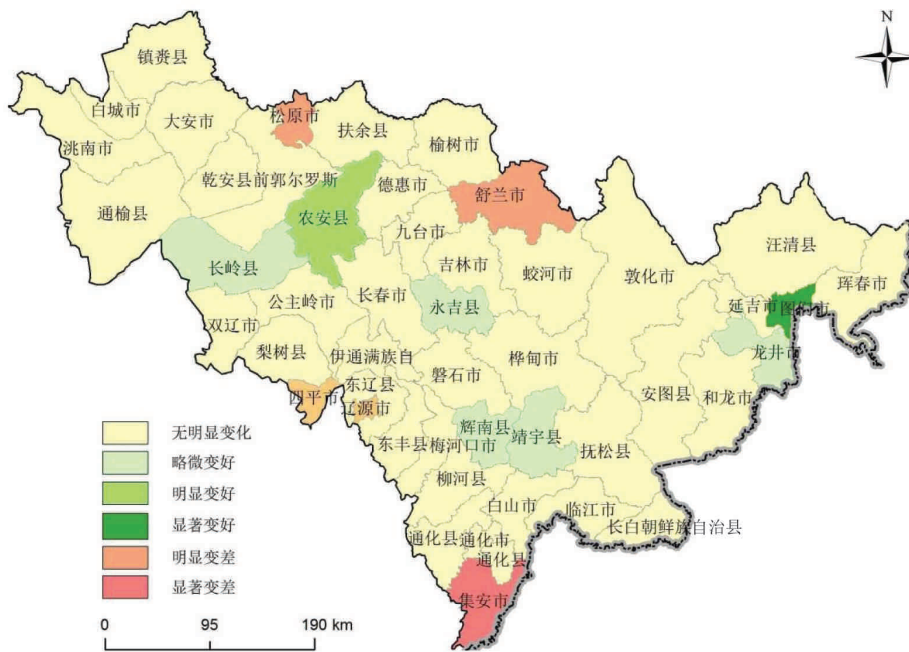 N
镇赉县
白城市
大安市
松原市
扶余县
榆树市
洮南市
乾安县前郭尔罗斯
德惠市
舒兰市
通榆县
农安县
九台市
汪清县
长岭县
吉林市
蛟河市
敦化市
珲春市
公主岭市
长春市
永吉县
延吉市图们市
双辽市
梨树县
伊通满族自
桦甸市
龙井市
磐石市
安图县
和龙市
四平市
东辽县
辽源市
辉南县
靖宇县
东丰县梅河口市
抚松县
柳河县
白山市
临江市
长白朝鲜族自治县
通化县
通化市
通化县
集安市
无明显变化
略微变好
明显变好
显著变好
明显变差
显著变差
0 95 190 km